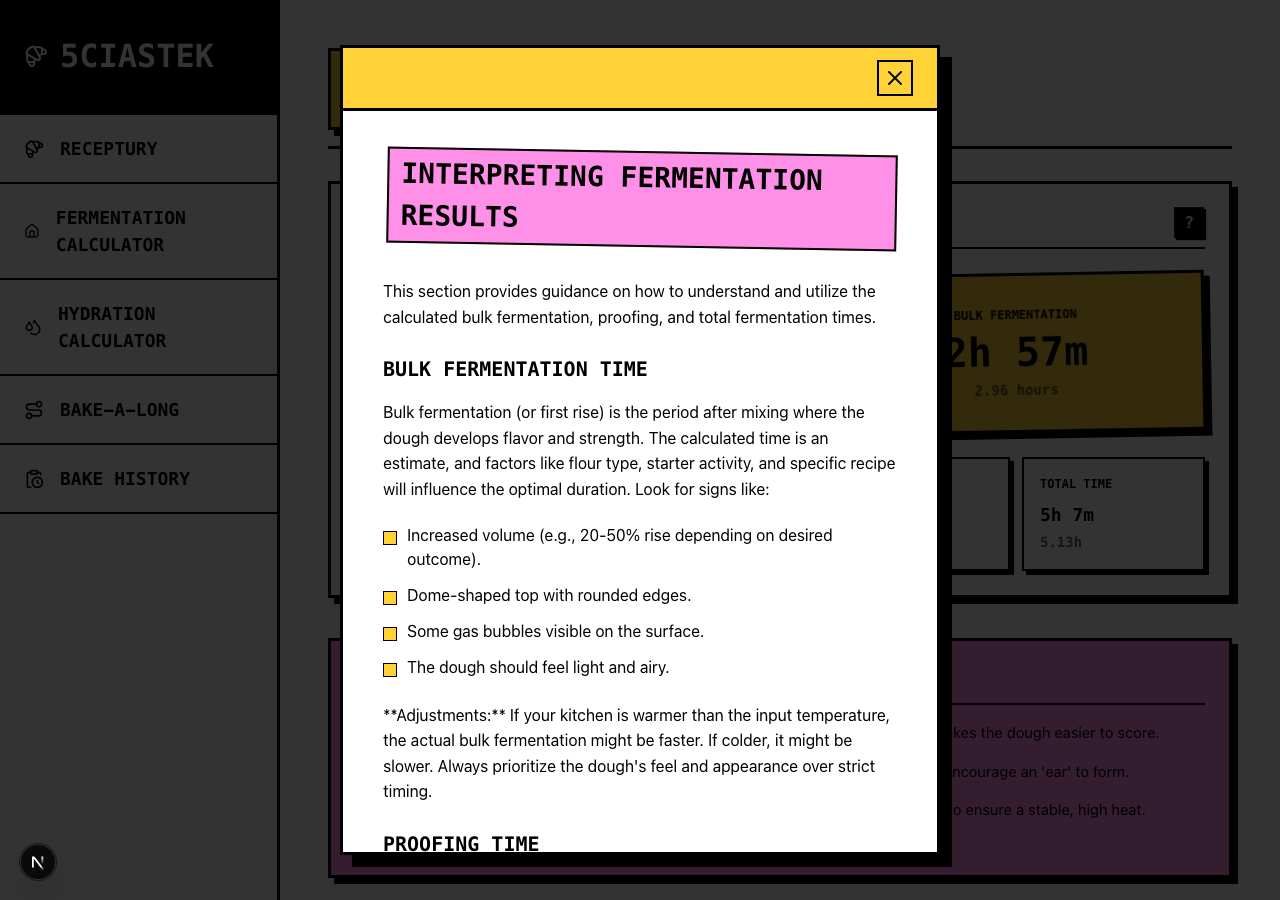 5CIASTEK
RECEPTURY
FERMENTATION
CALCULATOR
HYDRATION
CALCULATOR
BAKE-A-LONG
BAKE HISTORY
INTERPRETING FERMENTATION
RESULTS
This section provides guidance on how to understand and utilize the
calculated bulk fermentation, proofing, and total fermentation times.
BULK FERMENTATION TIME
Bulk fermentation (or first rise) is the period after mixing where the
dough develops flavor and strength. The calculated time is an
estimate, and factors like flour type, starter activity, and specific recipe
will influence the optimal duration. Look for signs like:
Increased volume (e.g., 20-50% rise depending on desired
outcome).
Dome-shaped top with rounded edges.
Some gas bubbles visible on the surface.
The dough should feel light and airy.
**Adjustments:** If your kitchen is warmer than the input temperature,
the actual bulk fermentation might be faster. If colder, it might be
slower. Always prioritize the dough's feel and appearance over strict
timing.
PROOFING TIME
?
BULK FERMENTATION
2h 57m
2.96 hours
TOTAL TIME
5h 7m
5.13h
the dough easier to score.
an 'ear' to form.
ensure a stable, high heat.
N